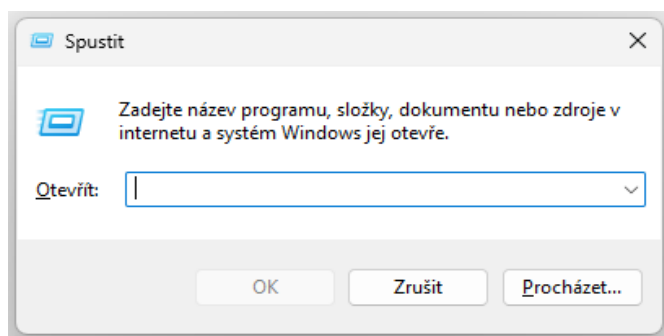 Spustit
Zadejte název programu, složky, dokumentu nebo zdroje v
internetu a systém Windows jej otevře.
Otevřít:
OK Zrušit Procházet...